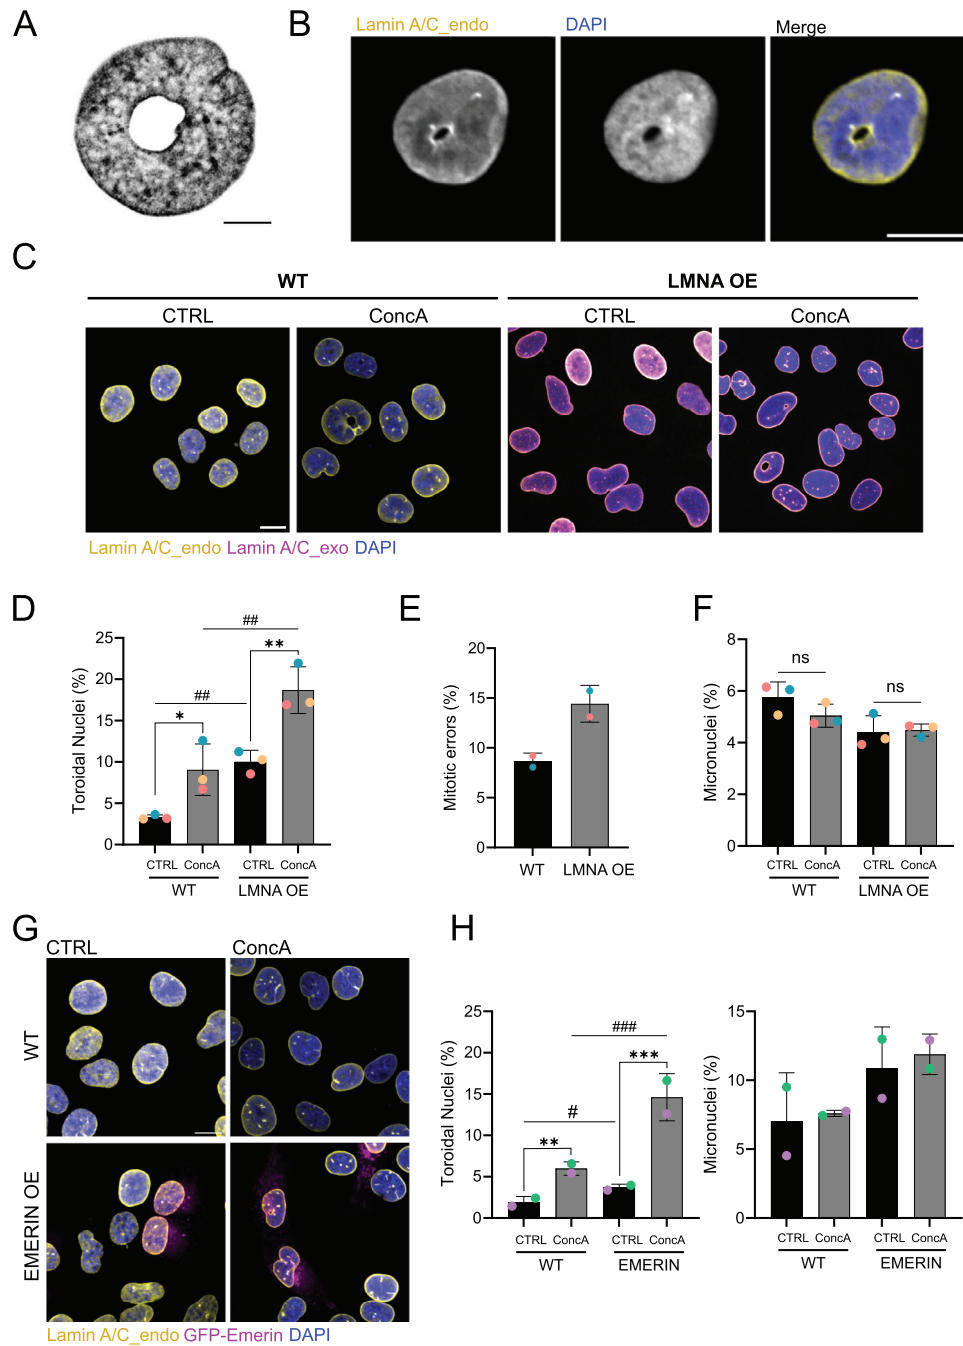 A
B
Lamin A/C_endo
DAPI
Merge
C
WT
LMNA OE
CTRL
ConcA
CTRL
ConcA
Lamin A/C_endo Lamin A/C_exo DAPI
D
Toroidal Nuclei (%)
25
20
15
10
5
0
##
**
##
*
CTRL ConcA CTRL ConcA
WT LMNA OE
E
Mitotic errors (%)
20
15
10
5
0
WT LMNA OE
F
Micronuclei (%)
8
6
4
2
0
ns
ns
CTRL ConcA CTRL ConcA
WT LMNA OE
G
CTRL
ConcA
WT
EMERIN OE
Lamin A/C_endo GFP-Emerin DAPI
H
Toroidal Nuclei (%)
25
20
15
10
5
0
###
***
#
**
CTRL ConcA CTRL ConcA
WT EMERIN
Micronuclei (%)
15
10
5
0
CTRL ConcA CTRL ConcA
WT EMERIN